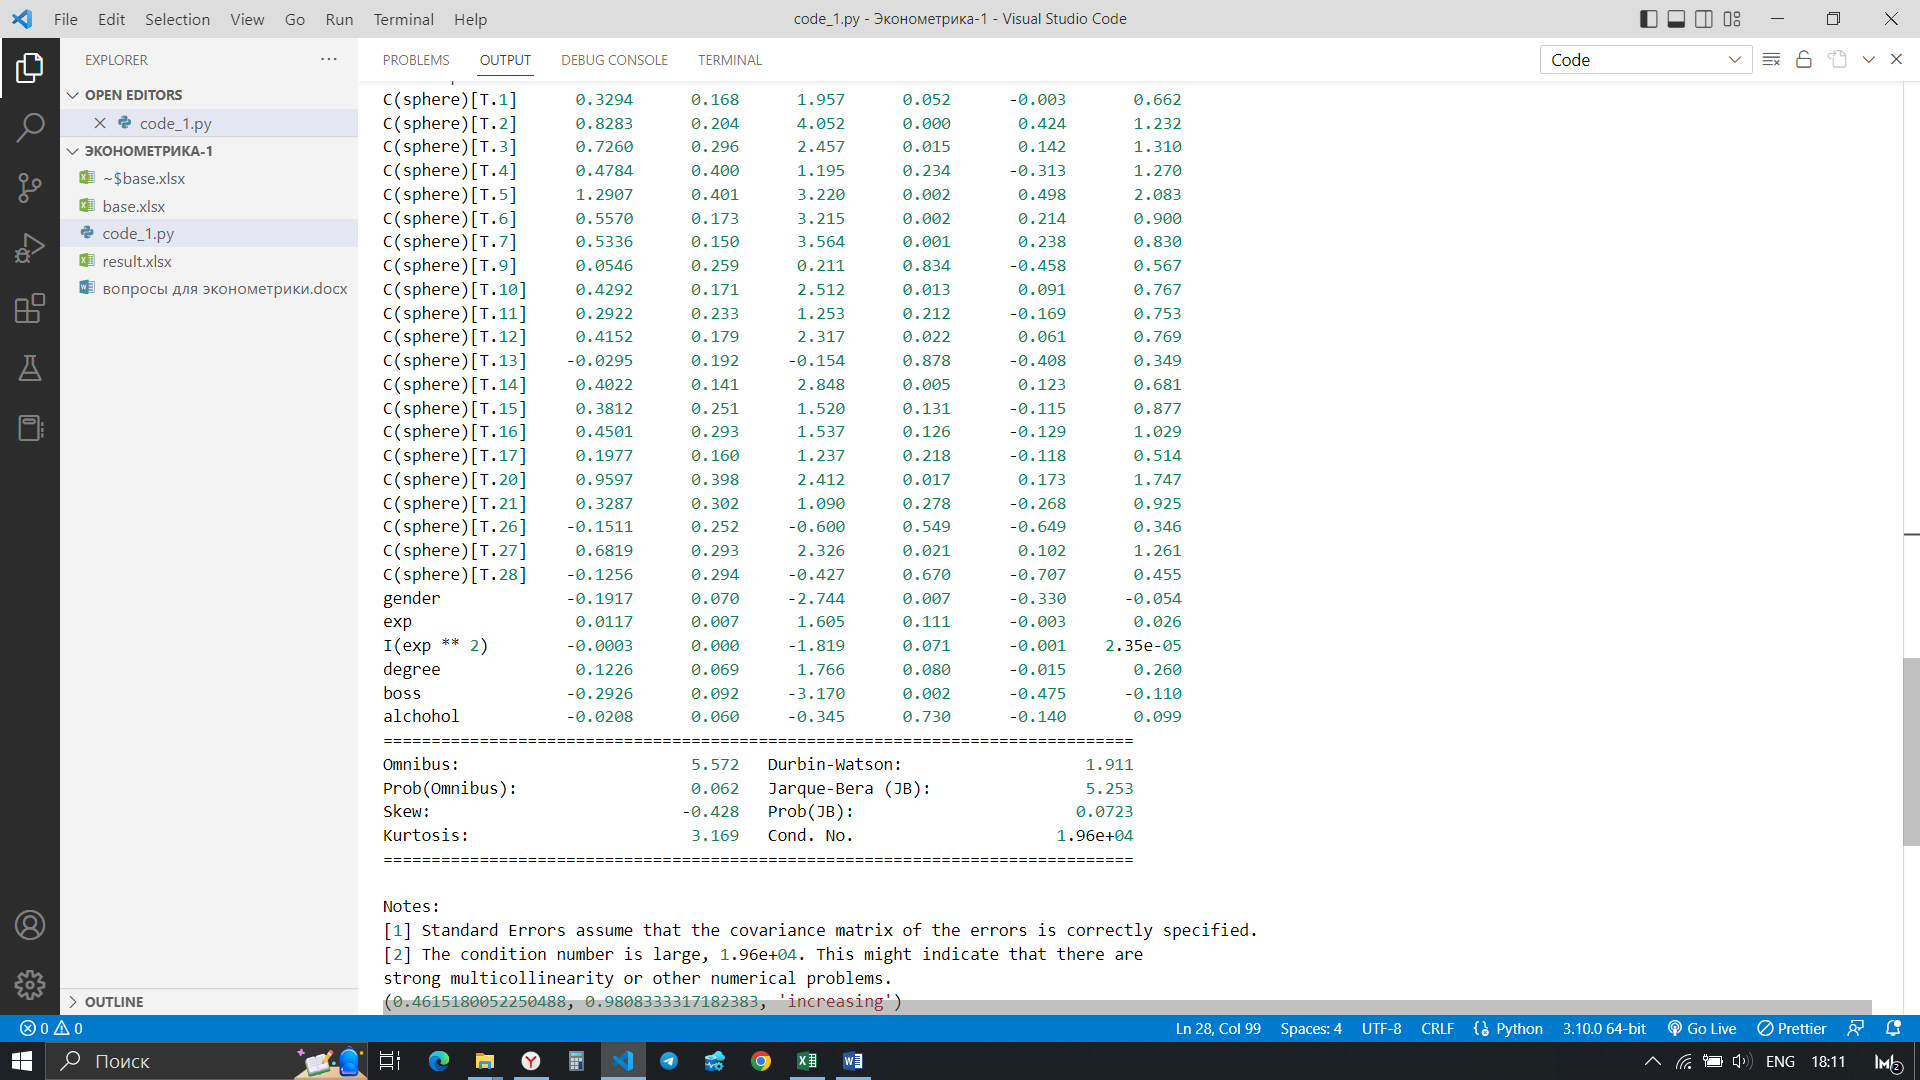 File Edit Selection View Go Run Terminal Help
code_1.py - Эконометрика-1 - Visual Studio Code
EXPLORER
OPEN EDITORS
code_1.py
ЭКОНОМЕТРИКА-1
~$base.xlsx
base.xlsx
code_1.py
result.xlsx
вопросы для эконометрики.docx
OUTLINE
PROBLEMS OUTPUT DEBUG CONSOLE TERMINAL
Code
C(sphere)[T.1] 0.3294 0.168 1.957 0.052 -0.003 0.662
C(sphere)[T.2] 0.8283 0.204 4.052 0.000 0.424 1.232
C(sphere)[T.3] 0.7260 0.296 2.457 0.015 0.142 1.310
C(sphere)[T.4] 0.4784 0.400 1.195 0.234 -0.313 1.270
C(sphere)[T.5] 1.2907 0.401 3.220 0.002 0.498 2.083
C(sphere)[T.6] 0.5570 0.173 3.215 0.002 0.214 0.900
C(sphere)[T.7] 0.5336 0.150 3.564 0.001 0.238 0.830
C(sphere)[T.9] 0.0546 0.259 0.211 0.834 -0.458 0.567
C(sphere)[T.10] 0.4292 0.171 2.512 0.013 0.091 0.767
C(sphere)[T.11] 0.2922 0.233 1.253 0.212 -0.169 0.753
C(sphere)[T.12] 0.4152 0.179 2.317 0.022 0.061 0.769
C(sphere)[T.13] -0.0295 0.192 -0.154 0.878 -0.408 0.349
C(sphere)[T.14] 0.4022 0.141 2.848 0.005 0.123 0.681
C(sphere)[T.15] 0.3812 0.251 1.520 0.131 -0.115 0.877
C(sphere)[T.16] 0.4501 0.293 1.537 0.126 -0.129 1.029
C(sphere)[T.17] 0.1977 0.160 1.237 0.218 -0.118 0.514
C(sphere)[T.20] 0.9597 0.398 2.412 0.017 0.173 1.747
C(sphere)[T.21] 0.3287 0.302 1.090 0.278 -0.268 0.925
C(sphere)[T.26] -0.1511 0.252 -0.600 0.549 -0.649 0.346
C(sphere)[T.27] 0.6819 0.293 2.326 0.021 0.102 1.261
C(sphere)[T.28] -0.1256 0.294 -0.427 0.670 -0.707 0.455
gender -0.1917 0.070 -2.744 0.007 -0.330 -0.054
exp 0.0117 0.007 1.605 0.111 -0.003 0.026
I(exp ** 2) -0.0003 0.000 -1.819 0.071 -0.001 2.35e-05
degree 0.1226 0.069 1.766 0.080 -0.015 0.260
boss -0.2926 0.092 -3.170 0.002 -0.475 -0.110
alchohol -0.0208 0.060 -0.345 0.730 -0.140 0.099
==============================================================================
Omnibus: 5.572 Durbin-Watson: 1.911
Prob(Omnibus): 0.062 Jarque-Bera (JB): 5.253
Skew: -0.428 Prob(JB): 0.0723
Kurtosis: 3.169 Cond. No. 1.96e+04
==============================================================================
Notes:
[1] Standard Errors assume that the covariance matrix of the errors is correctly specified.
[2] The condition number is large, 1.96e+04. This might indicate that there are
strong multicollinearity or other numerical problems.
(0.4615180052250488, 0.9808333317182383, 'increasing')
0 0 Ln 28, Col 99 Spaces: 4 UTF-8 CRLF Python 3.10.0 64-bit Go Live Prettier
Поиск ENG 18:11